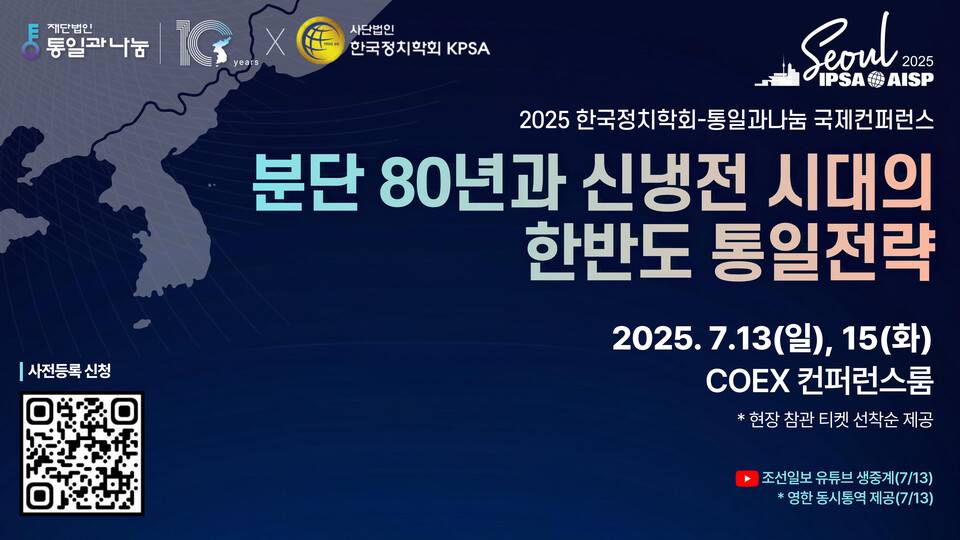 재단법인
통일과나눔
10
years
X
사단법인
한국정치학회 KPSA
Seoul 2025
IPSA AISP
2025 한국정치학회-통일과나눔 국제컨퍼런스
분단 80년과 신냉전 시대의
한반도 통일전략
2025. 7.13(일), 15(화)
COEX 컨퍼런스룸
* 현장 참관 티켓 선착순 제공
사전등록 신청
조선일보 유튜브 생중계(7/13)
* 영한 동시통역 제공(7/13)